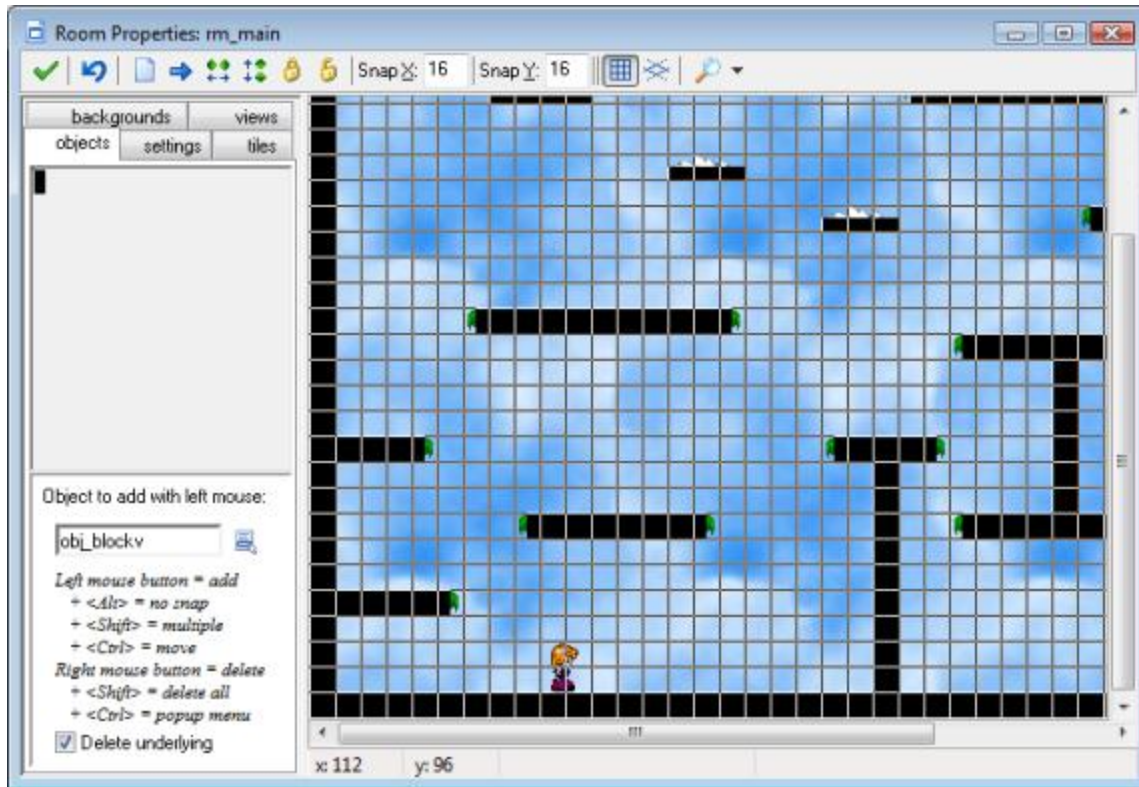 Room Properties: rm_main
Snap X: 16 Snap Y: 16
backgrounds views
objects settings tiles
Object to add with left mouse:
obj_blockv
Left mouse button = add
+ <Alt> = no snap
+ <Shift> = multiple
+ <Ctrl> = move
Right mouse button = delete
+ <Shift> = delete all
+ <Ctrl> = popup menu
Delete underlying
x: 112 y: 96